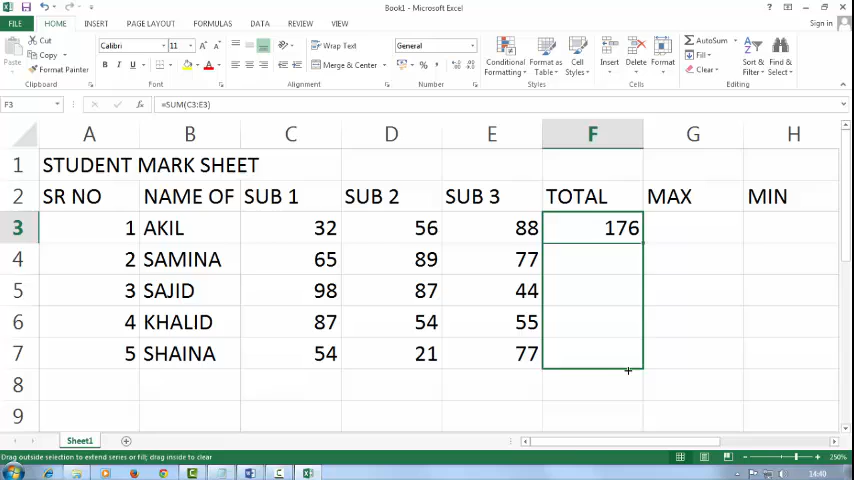 Book1 - Microsoft Excel
FILE HOME INSERT PAGE LAYOUT FORMULAS DATA REVIEW VIEW Sign in
Cut
Copy
Format Painter
Paste
Clipboard
Calibri 11
B I U
Font
Wrap Text
Merge & Center
Alignment
General
%
Number
Conditional Formatting
Format as Table
Cell Styles
Styles
Insert Delete Format
Cells
AutoSum
Fill
Clear
Sort & Filter
Find & Select
Editing
F3 =SUM(C3:E3)
A B C D E F G H
1 STUDENT MARK SHEET
2 SR NO NAME OF SUB 1 SUB 2 SUB 3 TOTAL MAX MIN
3 1 AKIL 32 56 88 176
4 2 SAMINA 65 89 77
5 3 SAJID 98 87 44
6 4 KHALID 87 54 55
7 5 SHAINA 54 21 77
8
9
Sheet1
Drag outside selection to extend series or fill; drag inside to clear
250%
14:40